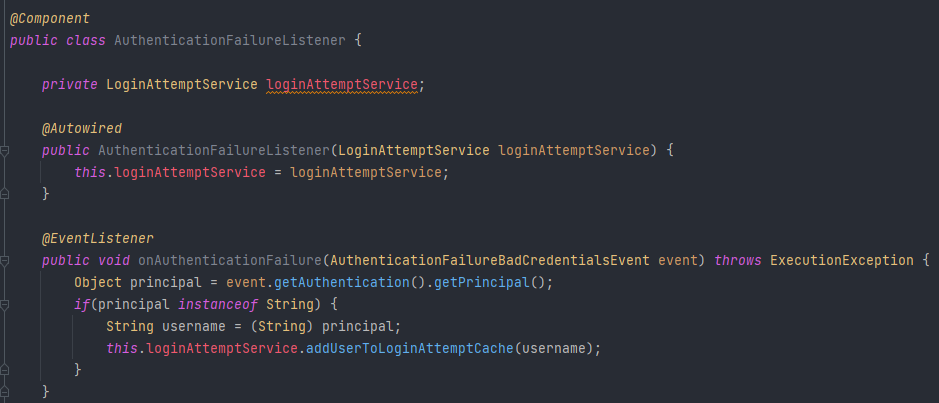 @Component
public class AuthenticationFailureListener {
private LoginAttemptService loginAttemptService;
@Autowired
public AuthenticationFailureListener(LoginAttemptService loginAttemptService) {
this.loginAttemptService = loginAttemptService;
}
@EventListener
public void onAuthenticationFailure(AuthenticationFailureBadCredentialsEvent event) throws ExecutionException {
Object principal = event.getAuthentication().getPrincipal();
if(principal instanceof String) {
String username = (String) principal;
this.loginAttemptService.addUserToLoginAttemptCache(username);
}
}